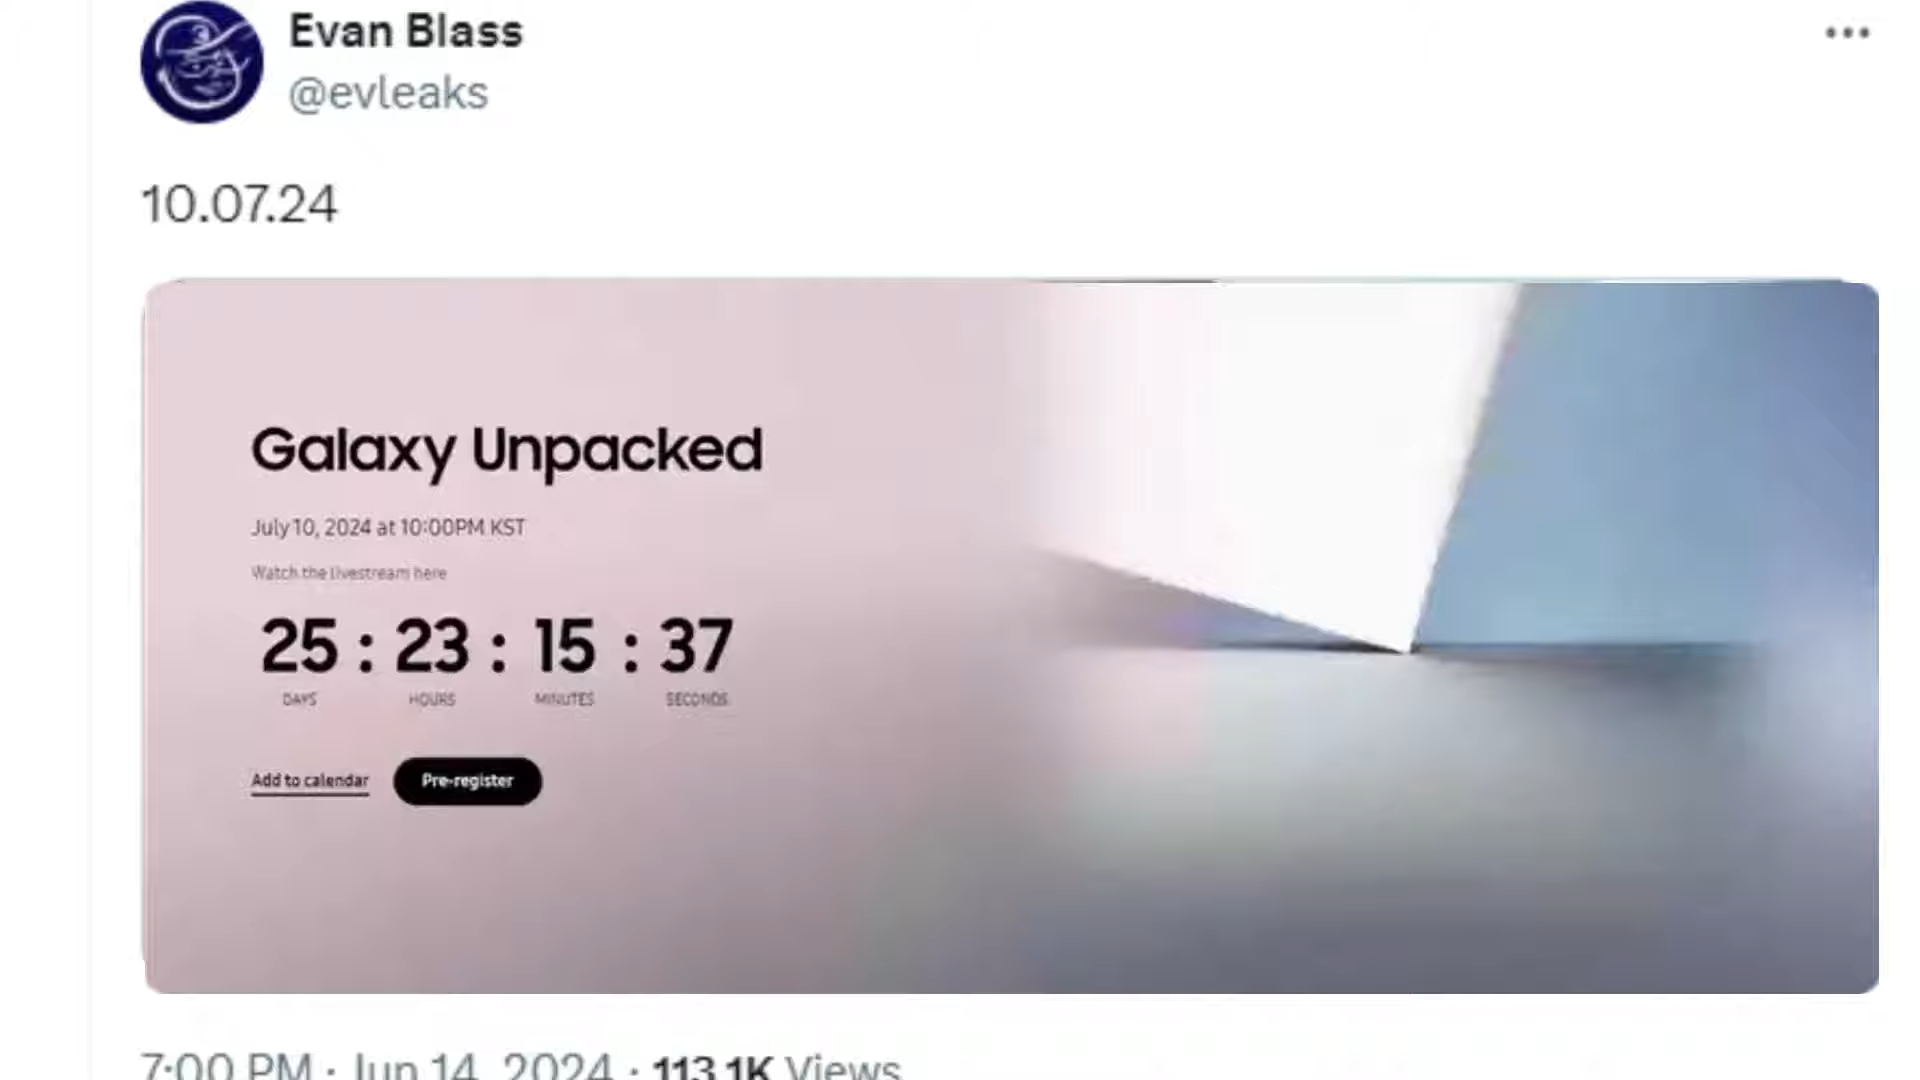 Evan Blass
@evleaks
10.07.24
Galaxy Unpacked
July 10, 2024 at 10:00PM KST
Watch the livestream here
25 : 23 : 15 : 37
DAYS HOURS MINUTES SECONDS
Add to calendar Pre-register
7:00 PM · Jun 14, 2024 · 113.1K Views